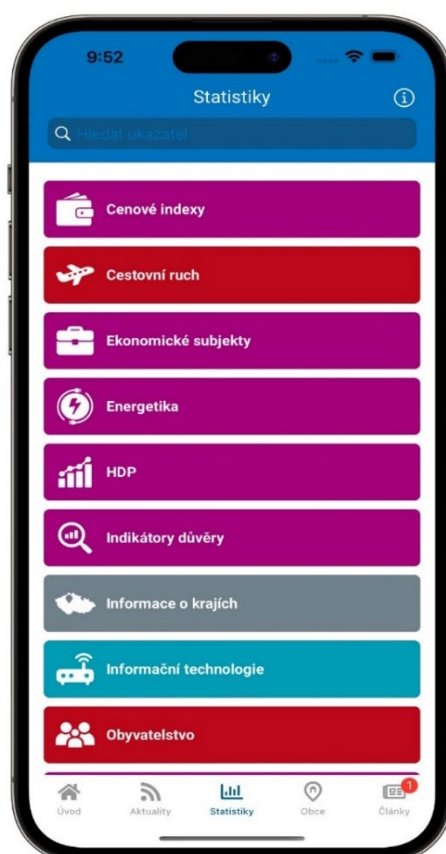 9:52
Statistiky
Hledat ukazatel
Cenové indexy
Cestovní ruch
Ekonomické subjekty
Energetika
HDP
Indikátory důvěry
Informace o krajích
Informační technologie
Obyvatelstvo
1
Úvod
Aktuality
Statistiky
Obce
Články